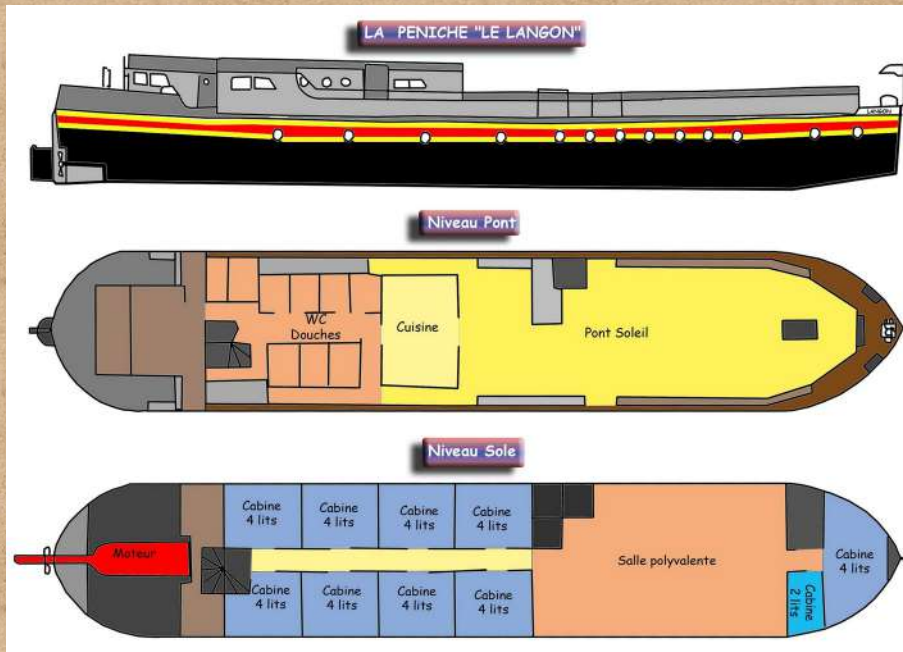 LA PENICHE "LE LANGON"
LANGON
Niveau Pont
WC
Douches
Cuisine
Pont Soleil
Niveau Sole
Cabine
4 lits
Cabine
4 lits
Cabine
4 lits
Cabine
4 lits
Moteur
Salle polyvalente
Cabine
4 lits
Cabine
2 lits
Cabine
4 lits
Cabine
4 lits
Cabine
4 lits
Cabine
4 lits